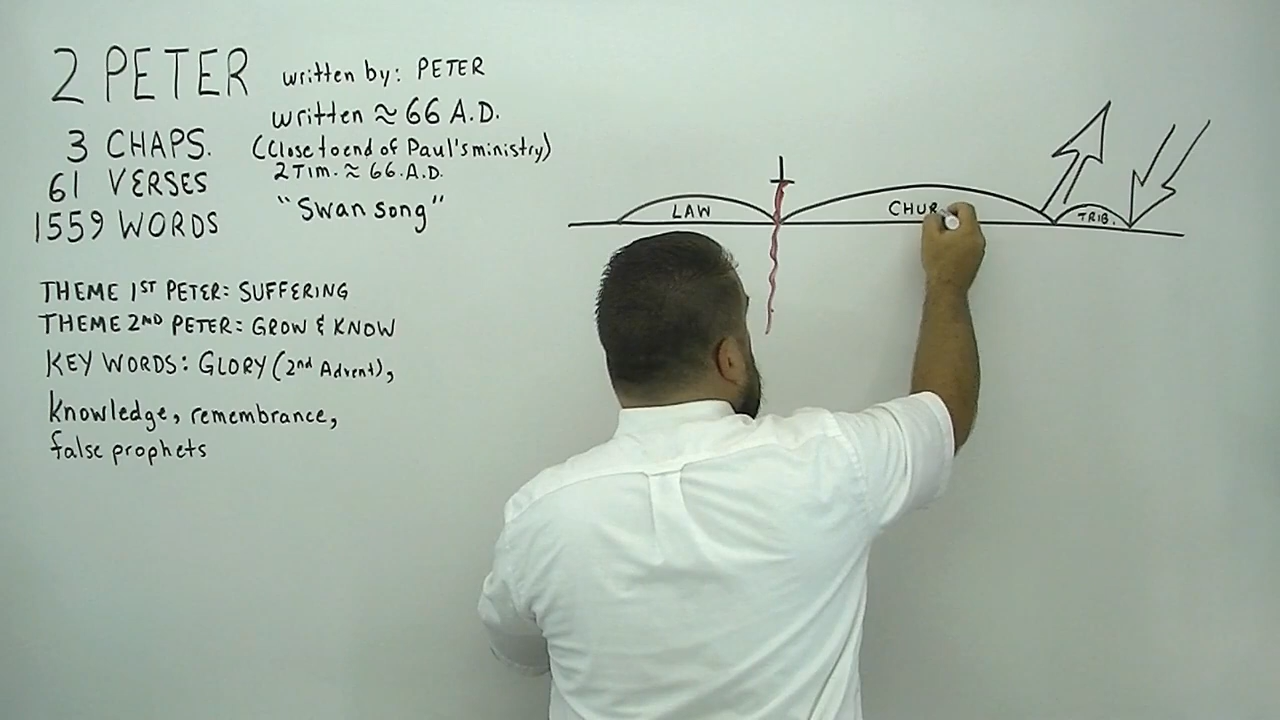 2 PETER
written by: PETER
written ≈ 66 A.D.
3 CHAPS.
(Close to end of Paul's ministry)
61 VERSES
2 Tim. ≈ 66. A.D.
1559 WORDS
"Swan song"
THEME 1ST PETER: SUFFERING
THEME 2ND PETER: GROW & KNOW
KEY WORDS: GLORY (2nd Advent),
knowledge, remembrance,
false prophets
LAW
CHUR
TRIB.